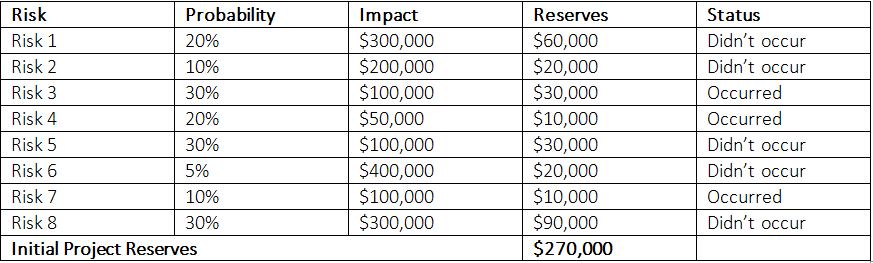 Risk Probability Impact Reserves Status
Risk 1 20% $300,000 $60,000 Didn't occur
Risk 2 10% $200,000 $20,000 Didn't occur
Risk 3 30% $100,000 $30,000 Occurred
Risk 4 20% $50,000 $10,000 Occurred
Risk 5 30% $100,000 $30,000 Didn't occur
Risk 6 5% $400,000 $20,000 Didn't occur
Risk 7 10% $100,000 $10,000 Occurred
Risk 8 30% $300,000 $90,000 Didn't occur
Initial Project Reserves $270,000